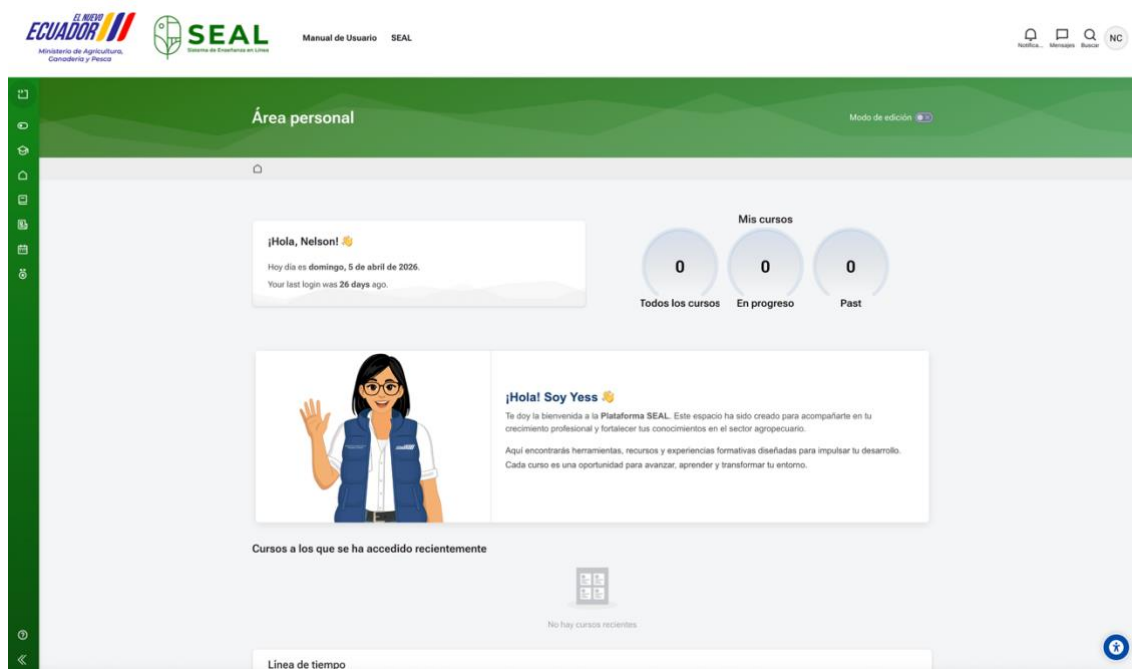 EL NUEVO
ECUADOR
Ministerio de Agricultura,
Ganadería y Pesca
SEAL
Sistema de Enseñanza en Línea
Manual de Usuario SEAL
Notifica... Mensajes Buscar NC
Área personal
Modo de edición
¡Hola, Nelson! 👋
Hoy día es domingo, 5 de abril de 2026.
Your last login was 26 days ago.
Mis cursos
0 0 0
Todos los cursos En progreso Past
¡Hola! Soy Yess 👋
Te doy la bienvenida a la Plataforma SEAL. Este espacio ha sido creado para acompañarte en tu
crecimiento profesional y fortalecer tus conocimientos en el sector agropecuario.
Aquí encontrarás herramientas, recursos y experiencias formativas diseñadas para impulsar tu desarrollo.
Cada curso es una oportunidad para avanzar, aprender y transformar tu entorno.
Cursos a los que se ha accedido recientemente
No hay cursos recientes
Línea de tiempo